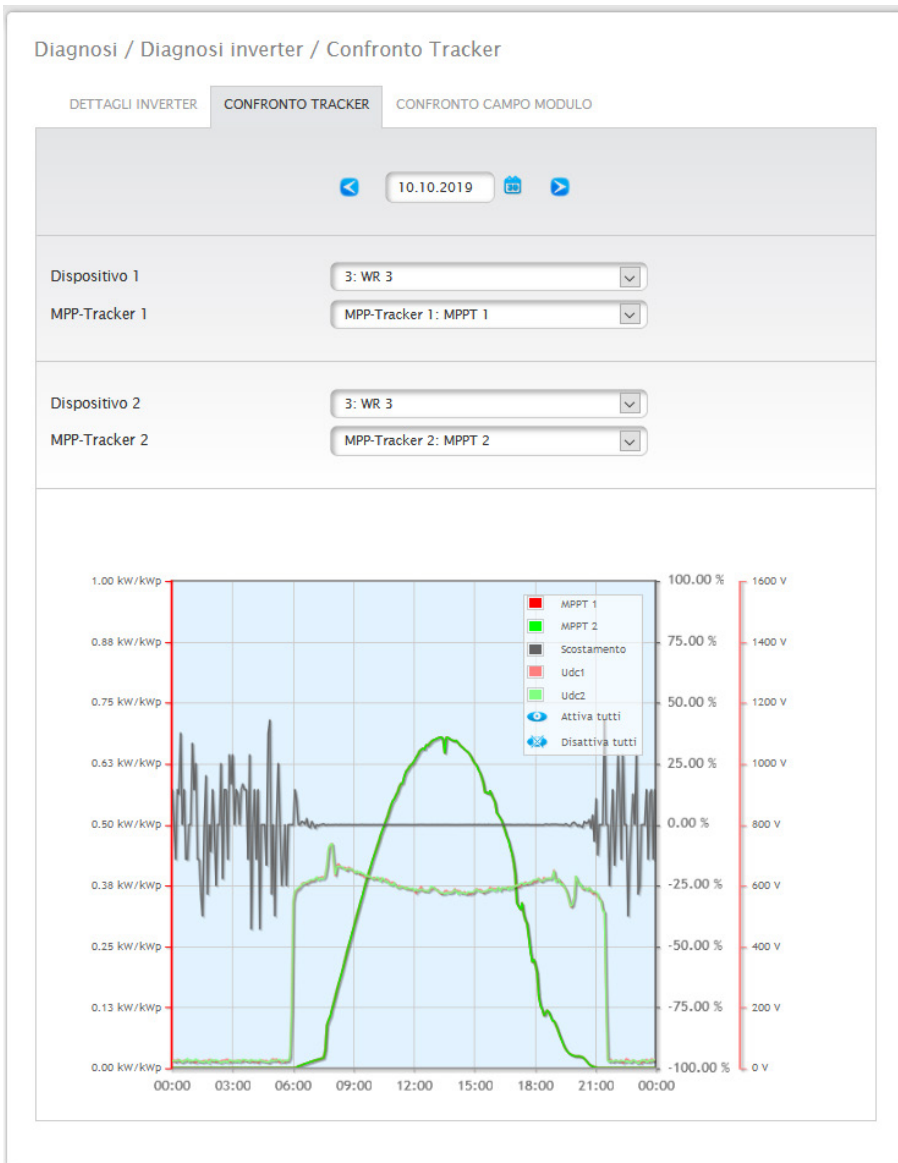 Diagnosi / Diagnosi inverter / Confronto Tracker
DETTAGLI INVERTER CONFRONTO TRACKER CONFRONTO CAMPO MODULO
10.10.2019 30
Dispositivo 1 3: WR 3
MPP-Tracker 1 MPP-Tracker 1: MPPT 1
Dispositivo 2 3: WR 3
MPP-Tracker 2 MPP-Tracker 2: MPPT 2
1.00 kW/kWp 100.00 % 1600 V
MPPT 1
MPPT 2
0.88 kW/kWp 75.00 % 1400 V
Scostamento
Udc1
Udc2
0.75 kW/kWp 50.00 % 1200 V
Attiva tutti
Disattiva tutti
0.63 kW/kWp 25.00 % 1000 V
0.50 kW/kWp 0.00 % 800 V
0.38 kW/kWp -25.00 % 600 V
0.25 kW/kWp -50.00 % 400 V
0.13 kW/kWp -75.00 % 200 V
0.00 kW/kWp -100.00 % 0 V
00:00 03:00 06:00 09:00 12:00 15:00 18:00 21:00 00:00